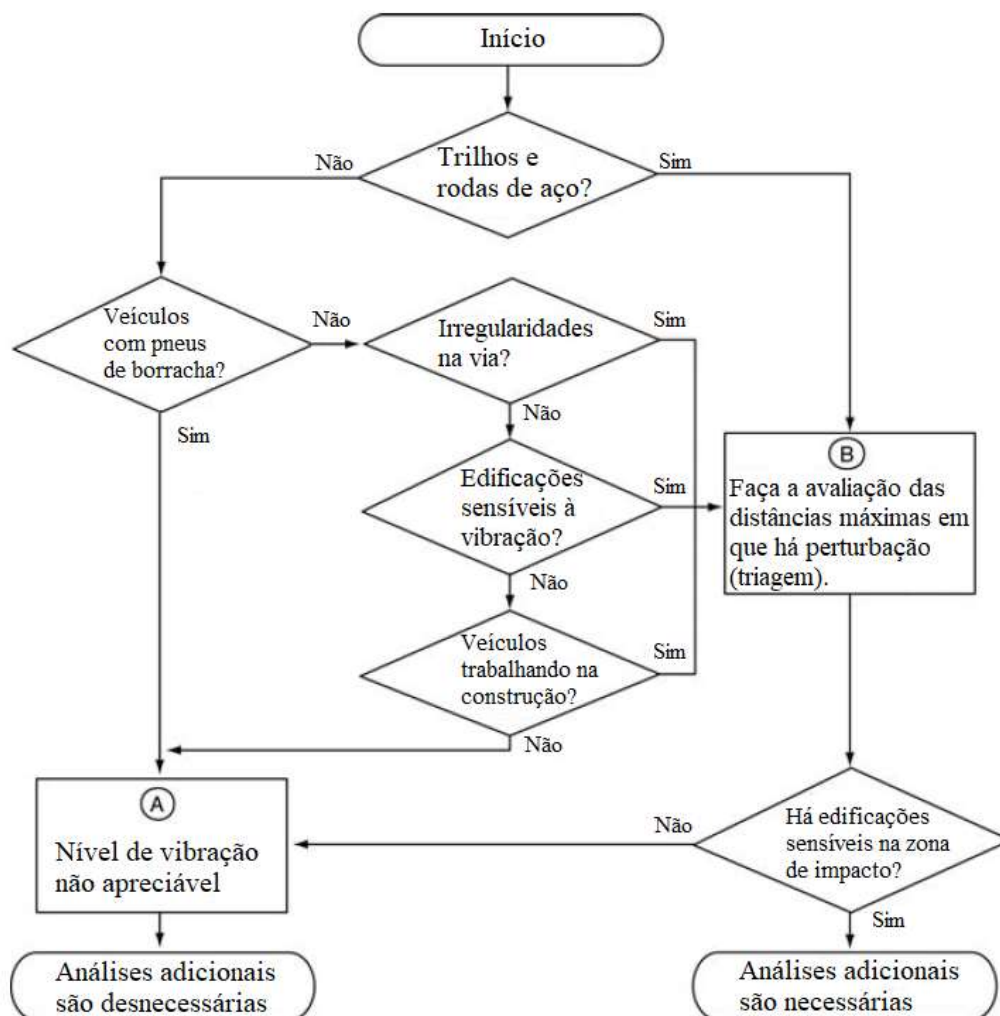 Início
Trilhos e
rodas de aço?
Não
Sim
Veículos
com pneus
de borracha?
Não
Sim
Irregularidades
na via?
Sim
Não
Edificações
sensíveis à
vibração?
Sim
Não
Veículos
trabalhando na
construção?
Sim
Não
B
Faça a avaliação das
distâncias máximas em
que há perturbação
(triagem).
A
Nível de vibração
não apreciável
Não
Há edificações
sensíveis na zona
de impacto?
Sim
Análises adicionais
são desnecessárias
Análises adicionais
são necessárias